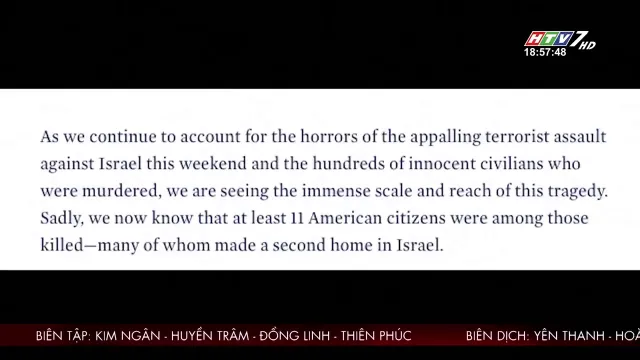 HTV7 HD
18:57:48
As we continue to account for the horrors of the appalling terrorist assault
against Israel this weekend and the hundreds of innocent civilians who
were murdered, we are seeing the immense scale and reach of this tragedy.
Sadly, we now know that at least 11 American citizens were among those
killed—many of whom made a second home in Israel.
BIÊN TẬP: KIM NGÂN - HUYỀN TRÂM - ĐỒNG LINH - THIÊN PHÚC BIÊN DỊCH: YÊN THANH - HOÀ